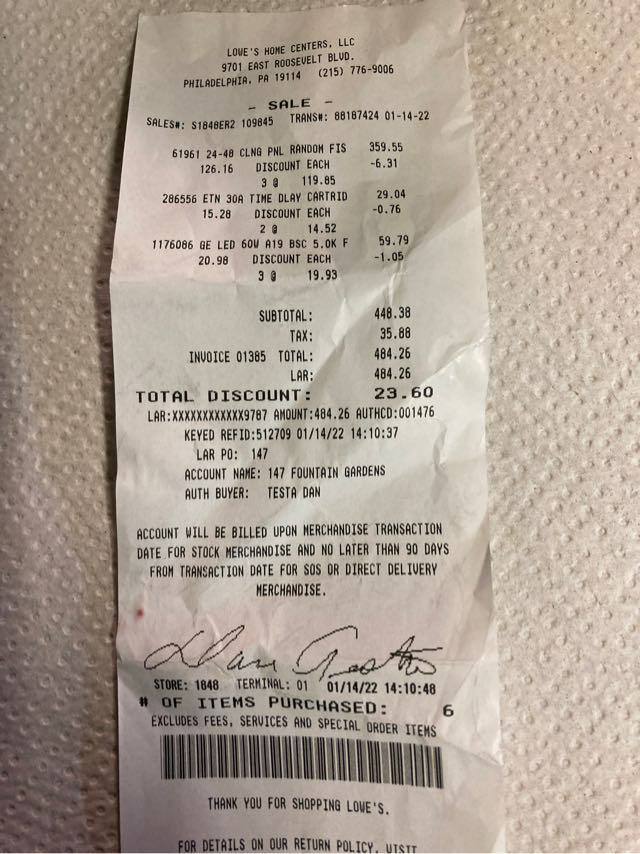 LOWE'S HOME CENTERS, LLC
9701 EAST ROOSEVELT BLVD.
PHILADELPHIA, PA 19114 (215) 776-9006
- SALE -
SALES#: S1848ER2 109845 TRANS#: 88187424 01-14-22
61961 24-48 CLNG PNL RANDOM FIS 359.55
126.16 DISCOUNT EACH -6.31
3 @ 119.85
286556 ETN 30A TIME DLAY CARTRID 29.04
15.28 DISCOUNT EACH -0.76
2 @ 14.52
1176086 GE LED 60W A19 BSC 5.0K F 59.79
20.98 DISCOUNT EACH -1.05
3 @ 19.93
SUBTOTAL: 448.38
TAX: 35.88
INVOICE 01385 TOTAL: 484.26
LAR: 484.26
TOTAL DISCOUNT: 23.60
LAR:XXXXXXXXXXXX9787 AMOUNT:484.26 AUTHCD:001476
KEYED REFID:512709 01/14/22 14:10:37
LAR PO: 147
ACCOUNT NAME: 147 FOUNTAIN GARDENS
AUTH BUYER: TESTA DAN
ACCOUNT WILL BE BILLED UPON MERCHANDISE TRANSACTION
DATE FOR STOCK MERCHANDISE AND NO LATER THAN 90 DAYS
FROM TRANSACTION DATE FOR SOS OR DIRECT DELIVERY
MERCHANDISE.
Dan Testa
STORE: 1848 TERMINAL: 01 01/14/22 14:10:48
# OF ITEMS PURCHASED: 6
EXCLUDES FEES, SERVICES AND SPECIAL ORDER ITEMS
THANK YOU FOR SHOPPING LOWE'S.
FOR DETAILS ON OUR RETURN POLICY, VISIT